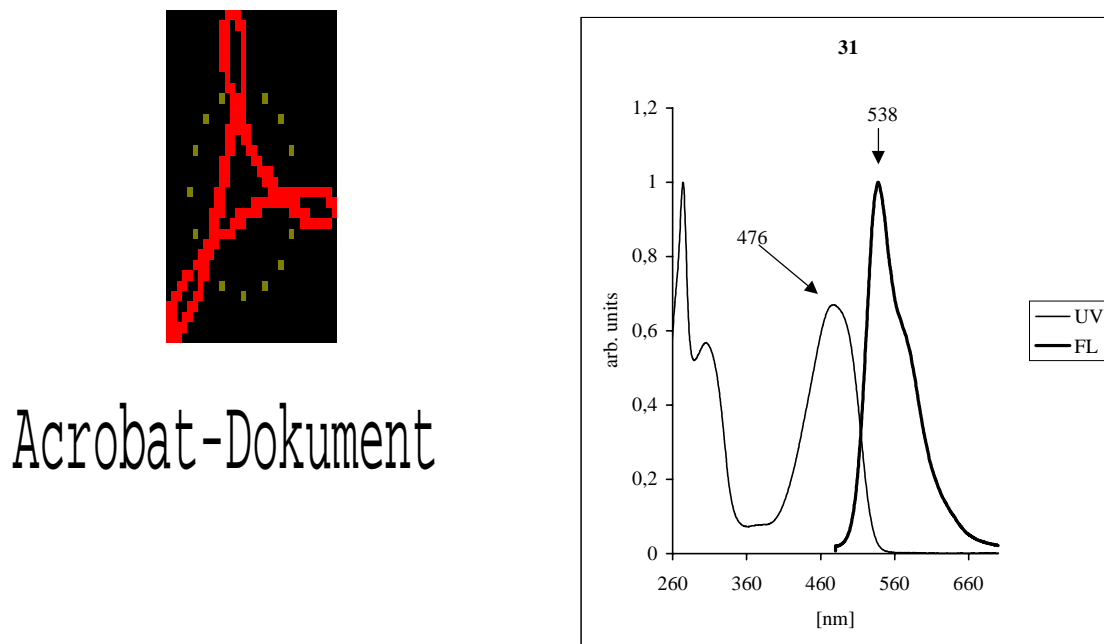 Acrobat-Dokument
31
538
476
1,2
1
0,8
0,6
0,4
0,2
0
arb. units
260 360 460 560 660
[nm]
UV
FL